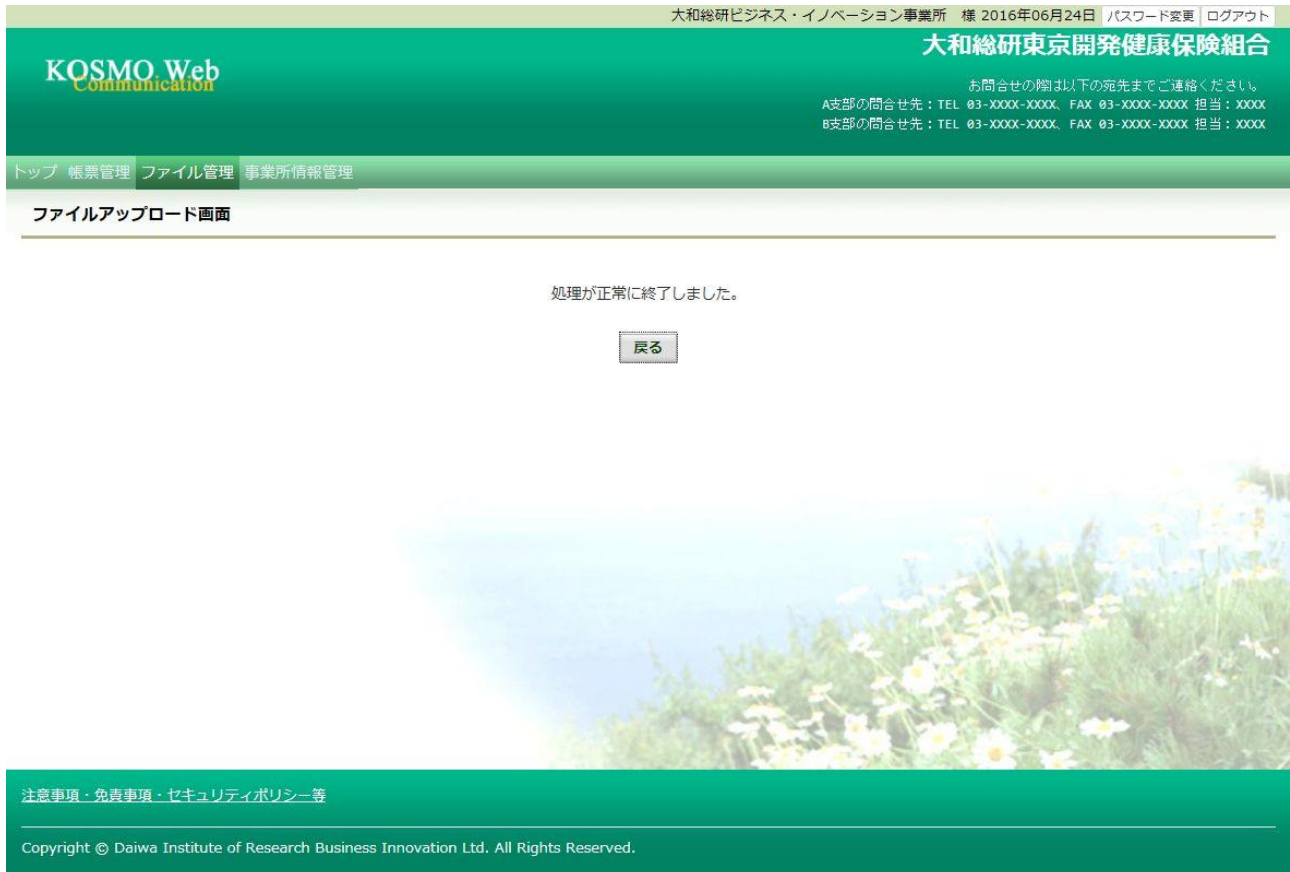 大和総研ビジネス・イノベーション事業所　様 2016年06月24日 パスワード変更 ログアウト
KOSMO Web
Communication
大和総研東京開発健康保険組合
お問合せの際は以下の宛先までご連絡ください。
A支部の問合せ先：TEL 03-XXXX-XXXX、FAX 03-XXXX-XXXX 担当：XXXX
B支部の問合せ先：TEL 03-XXXX-XXXX、FAX 03-XXXX-XXXX 担当：XXXX
トップ 帳票管理 ファイル管理 事業所情報管理
ファイルアップロード画面
処理が正常に終了しました。
戻る
注意事項・免責事項・セキュリティポリシー等
Copyright © Daiwa Institute of Research Business Innovation Ltd. All Rights Reserved.